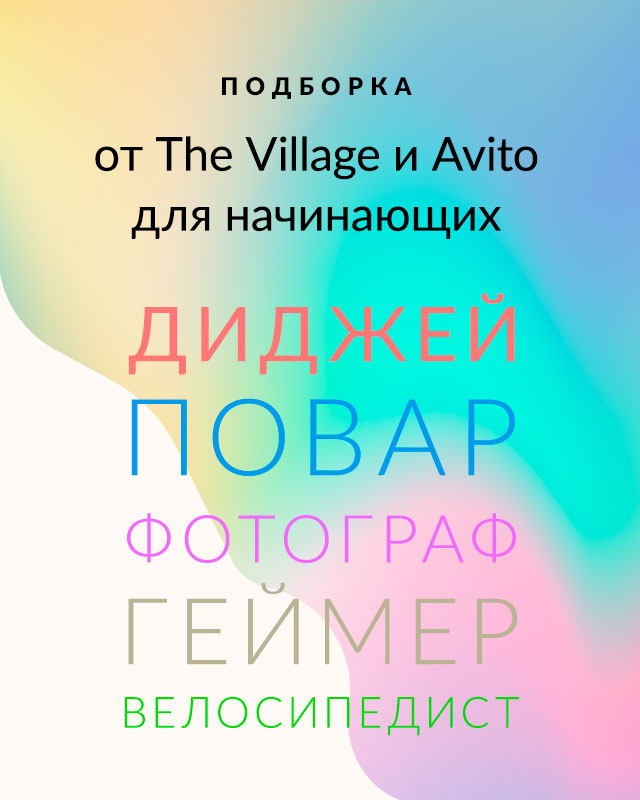 ПОДБОРКА
от The Village и Avito
для начинающих
ДИДЖЕЙ
ПОВАР
ФОТОГРАФ
ГЕЙМЕР
ВЕЛОСИПЕДИСТ